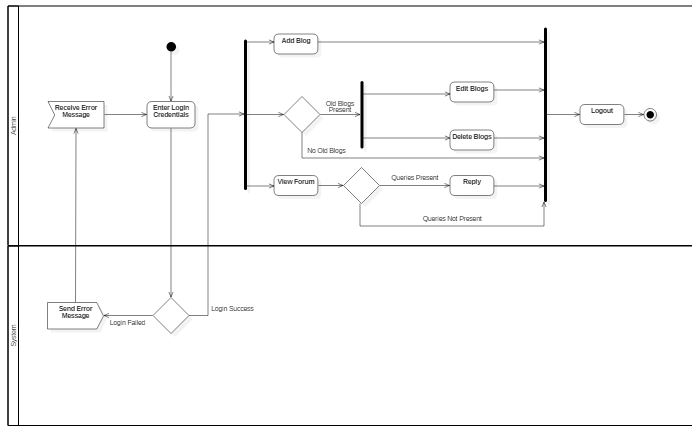 Admin
Add Blog
Receive Error
Message
Enter Login
Credentials
Old Blogs
Present
Edit Blogs
Delete Blogs
Logout
No Old Blogs
View Forum
Queries Present
Reply
Queries Not Present
System
Send Error
Message
Login Failed
Login Success